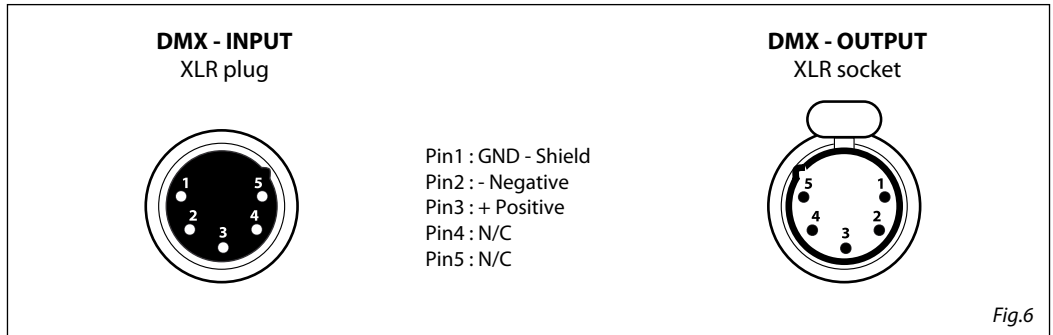 DMX - INPUT
XLR plug
1
5
2
4
3
Pin1 : GND - Shield
Pin2 : - Negative
Pin3 : + Positive
Pin4 : N/C
Pin5 : N/C
DMX - OUTPUT
XLR socket
5
1
4
2
3
Fig.6